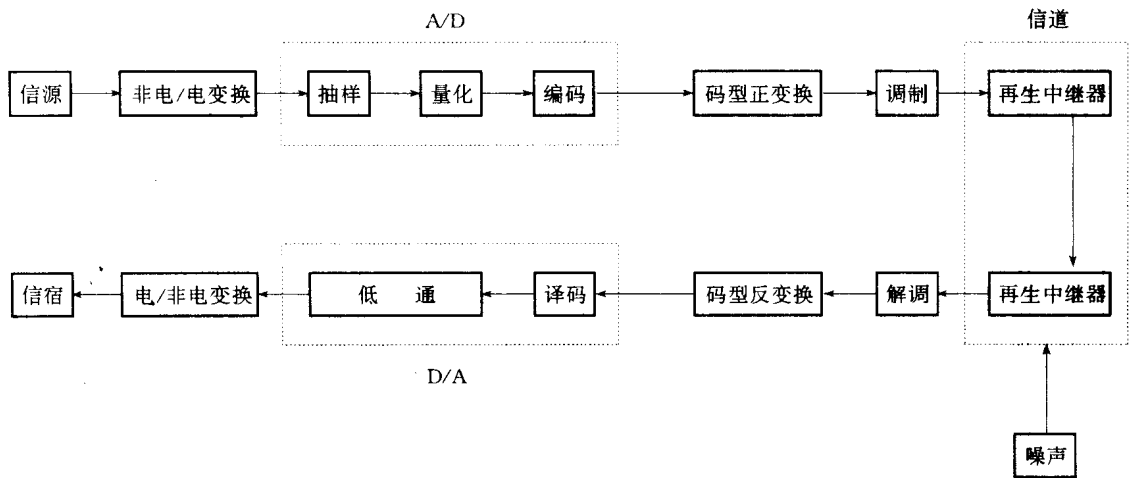 A/D
信道
信源
非电/电变换
抽样
量化
编码
码型正变换
调制
再生中继器
信宿
电/非电变换
低 通
译码
码型反变换
解调
再生中继器
D/A
噪声